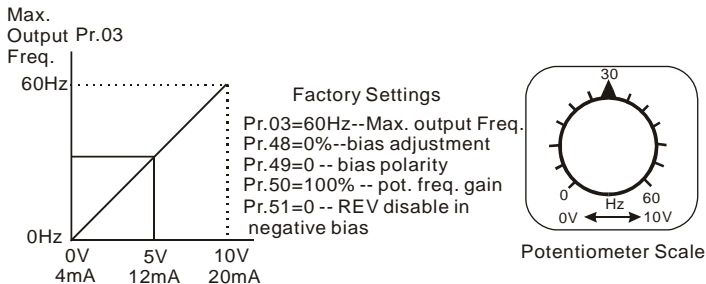 Max.
Output Pr.03
Freq.
60Hz
0Hz
0V 5V 10V
4mA 12mA 20mA
Factory Settings
Pr.03=60Hz--Max. output Freq.
Pr.48=0%--bias adjustment
Pr.49=0 -- bias polarity
Pr.50=100% -- pot. freq. gain
Pr.51=0 -- REV disable in
negative bias
30
0 60
Hz
0V 10V
Potentiometer Scale